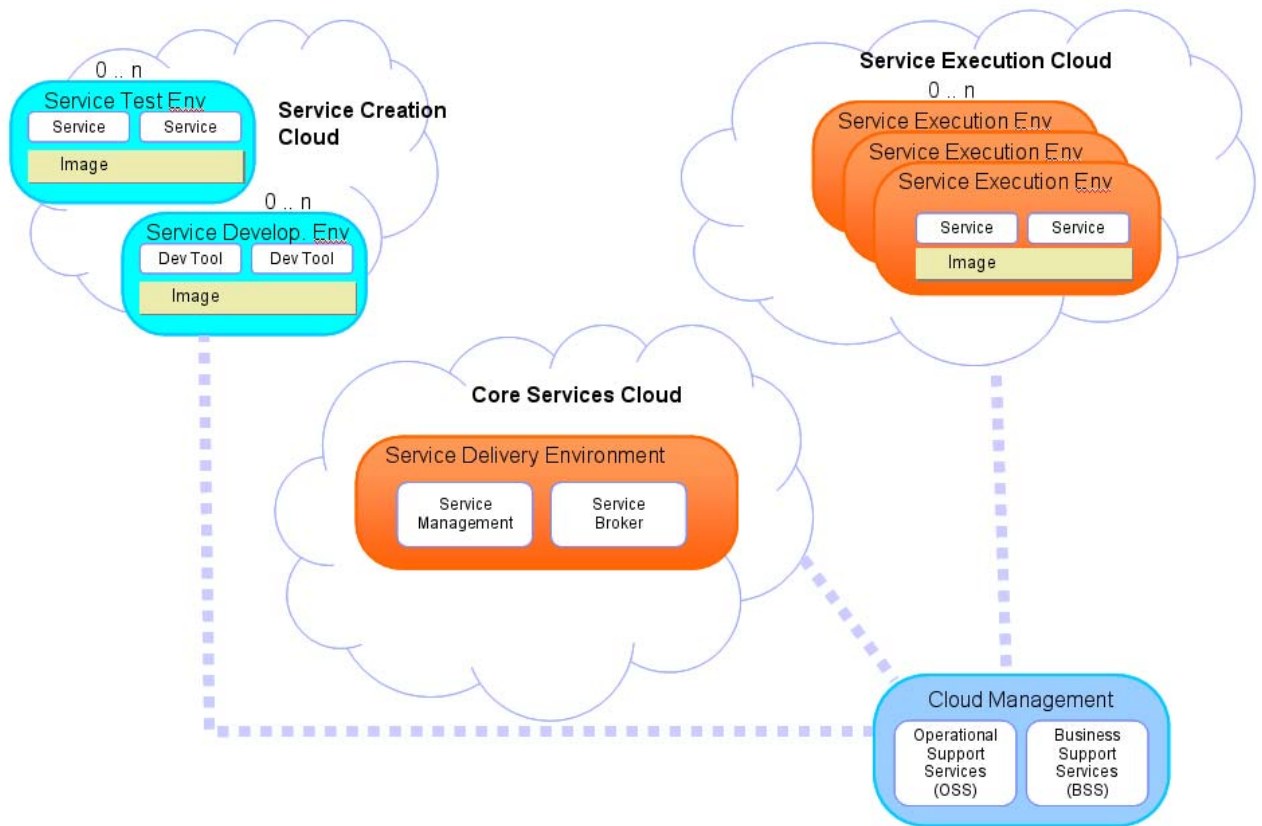 0 .. n
Service Test Env
Service Service
Image
Service Creation
Cloud
0 .. n
Service Develop. Env
Dev Tool Dev Tool
Image
Service Execution Cloud
0 .. n
Service Execution Env
Service Execution Env
Service Execution Env
Service Service
Image
Core Services Cloud
Service Delivery Environment
Service
Management
Service
Broker
Cloud Management
Operational
Support
Services
(OSS)
Business
Support
Services
(BSS)